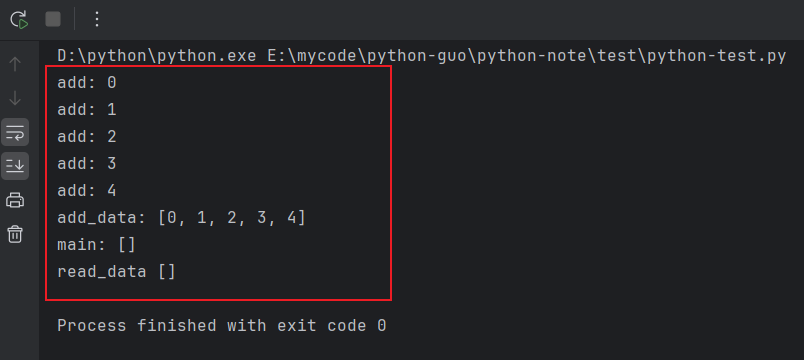 D:\python\python.exe E:\mycode\python-guo\python-note\test\python-test.py
add: 0
add: 1
add: 2
add: 3
add: 4
add_data: [0, 1, 2, 3, 4]
main: []
read_data []
Process finished with exit code 0